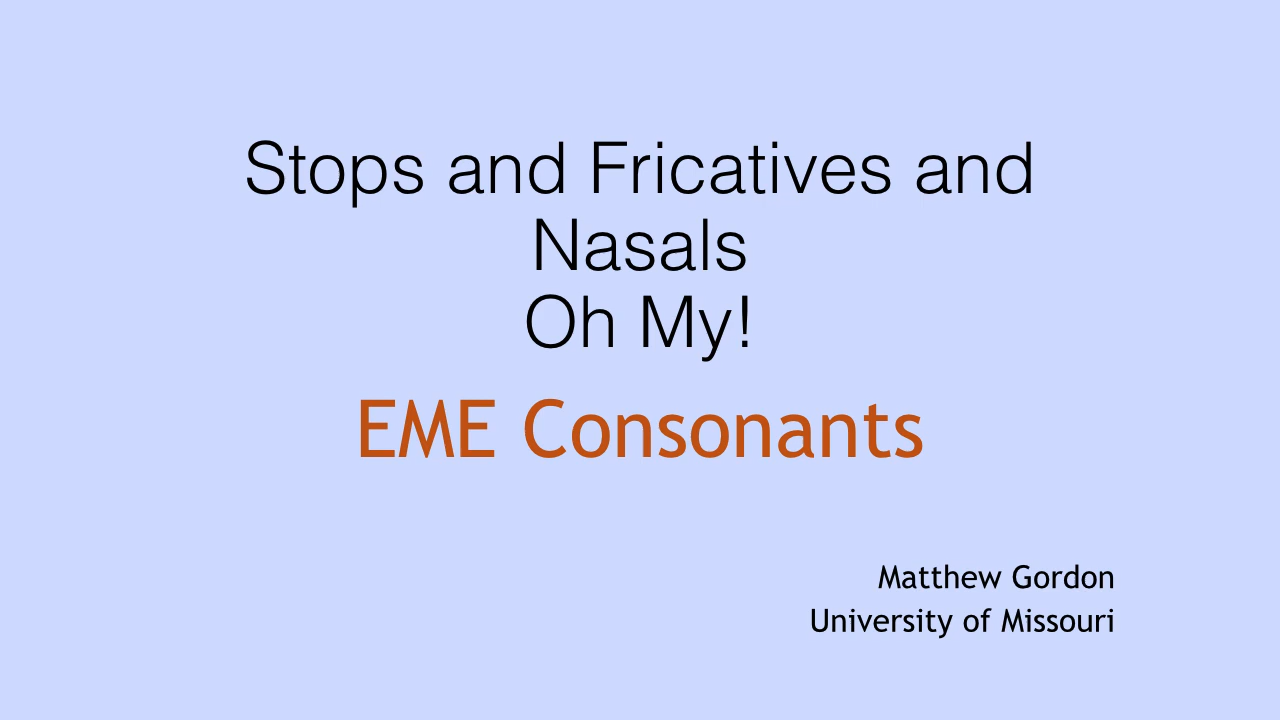 Stops and Fricatives and
Nasals
Oh My!
EME Consonants
Matthew Gordon
University of Missouri